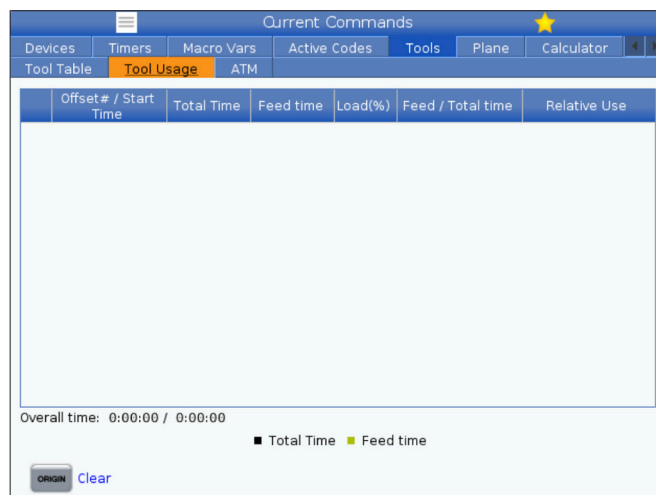 Current Commands
Devices Timers Macro Vars Active Codes Tools Plane Calculator
Tool Table Tool Usage ATM
Offset# / Start Time Total Time Feed time Load(%) Feed / Total time Relative Use
Overall time: 0:00:00 / 0:00:00
Total Time Feed time
ORIGIN Clear